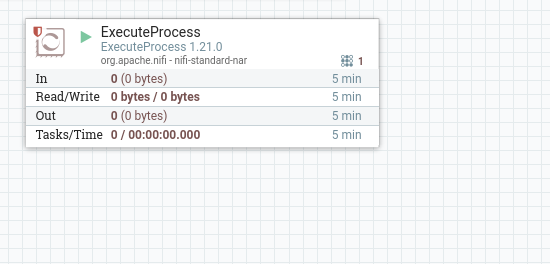 ExecuteProcess
ExecuteProcess 1.21.0
org.apache.nifi - nifi-standard-nar
1
In 0 (0 bytes) 5 min
Read/Write 0 bytes / 0 bytes 5 min
Out 0 (0 bytes) 5 min
Tasks/Time 0 / 00:00:00.000 5 min